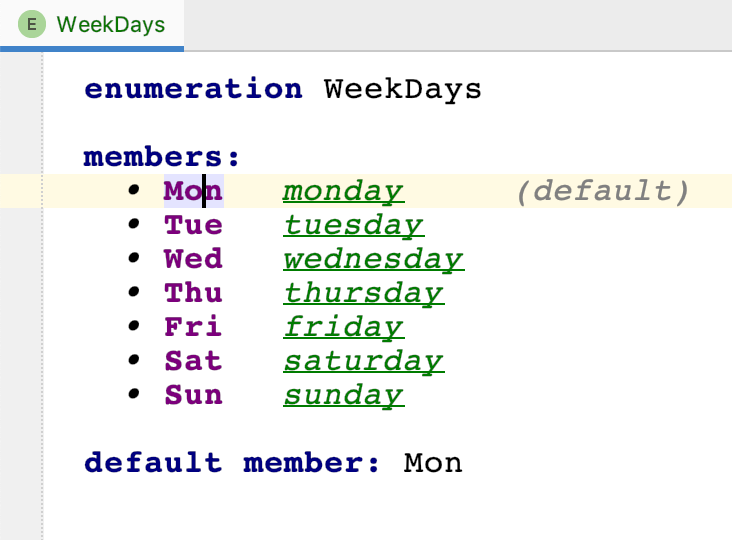 E WeekDays
enumeration WeekDays
members:
• Mon monday (default)
• Tue tuesday
• Wed wednesday
• Thu thursday
• Fri friday
• Sat saturday
• Sun sunday
default member: Mon